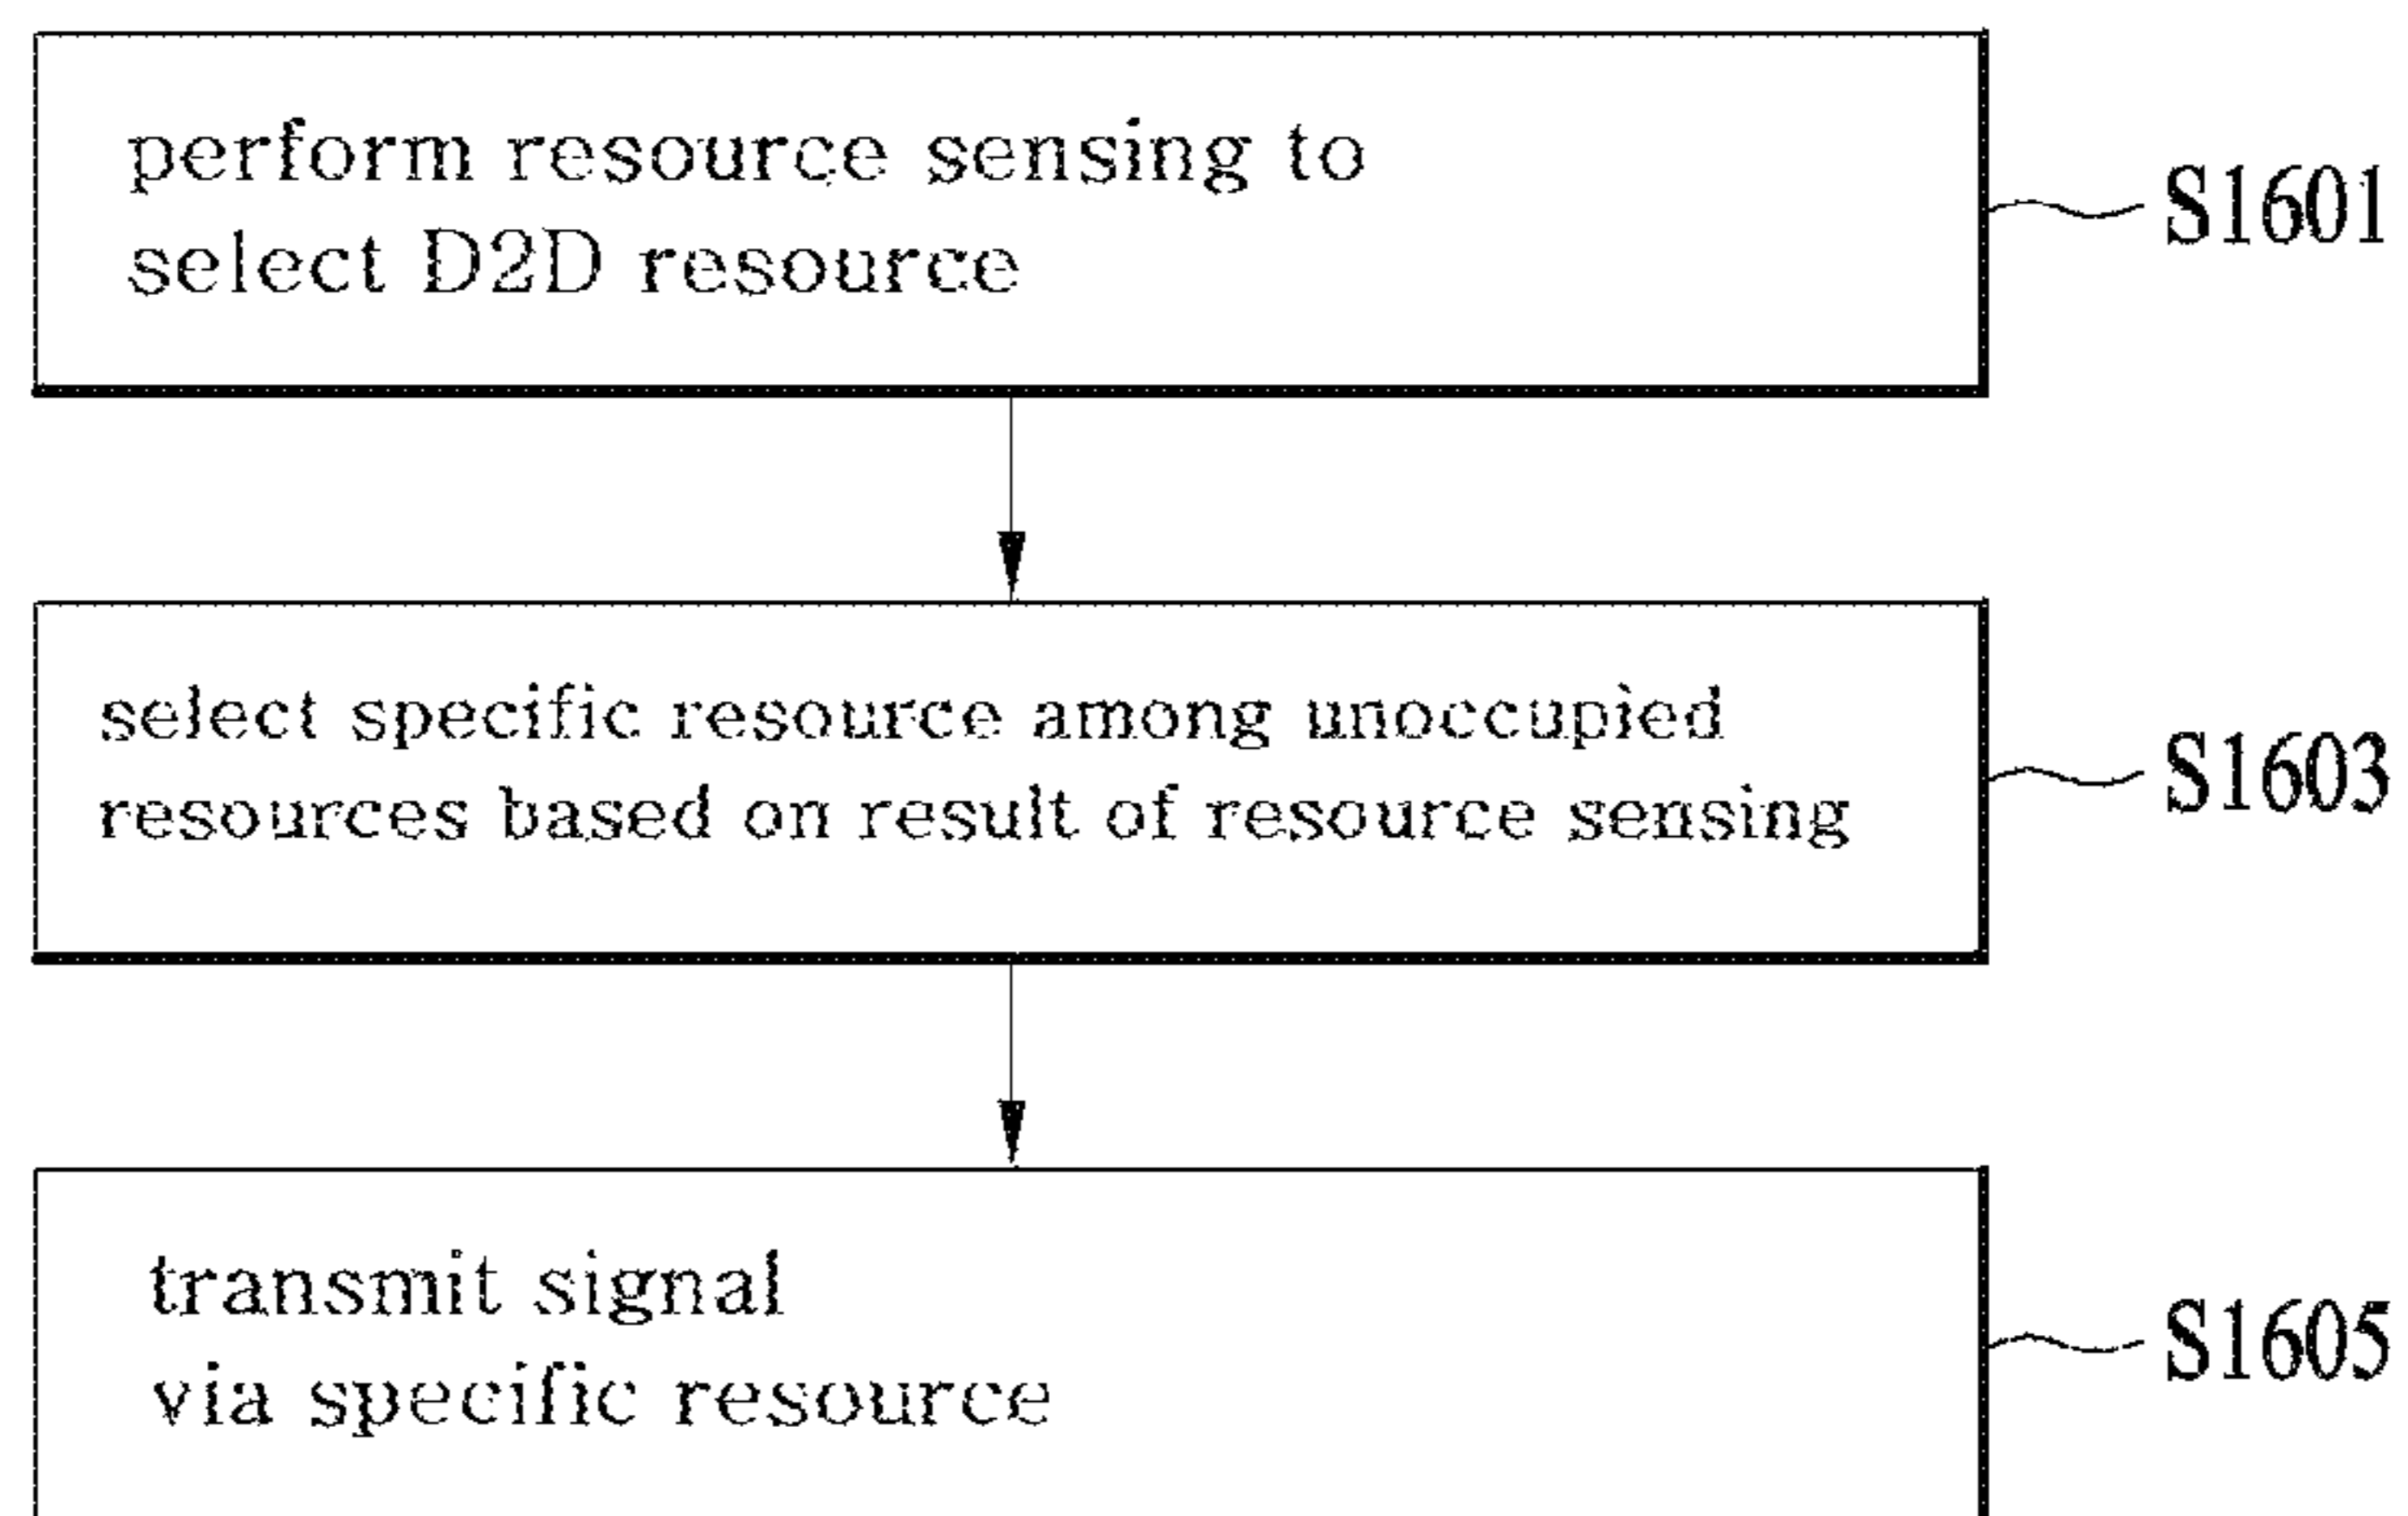 perform resource sensing to
select D2D resource
S1601
select specific resource among unoccupied
resources based on result of resource sensing
S1603
transmit signal
via specific resource
S1605